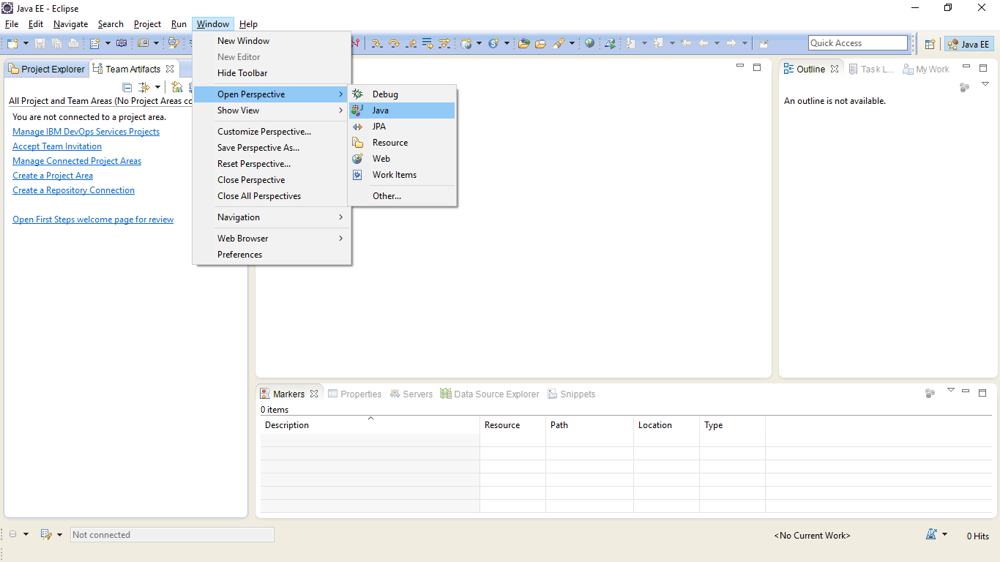 Java EE - Eclipse
File Edit Navigate Search Project Run Window Help
Quick Access
Java EE
Project Explorer
Team Artifacts
All Project and Team Areas (No Project Areas co
You are not connected to a project area.
Manage IBM DevOps Services Projects
Accept Team Invitation
Manage Connected Project Areas
Create a Project Area
Create a Repository Connection
Open First Steps welcome page for review
New Window
New Editor
Hide Toolbar
Open Perspective
Show View
Customize Perspective...
Save Perspective As...
Reset Perspective...
Close Perspective
Close All Perspectives
Navigation
Web Browser
Preferences
Debug
Java
JPA
Resource
Web
Work Items
Other...
Outline
Task L...
My Work
An outline is not available.
Markers
Properties
Servers
Data Source Explorer
Snippets
0 items
Description Resource Path Location Type
Not connected
<No Current Work>
0 Hits